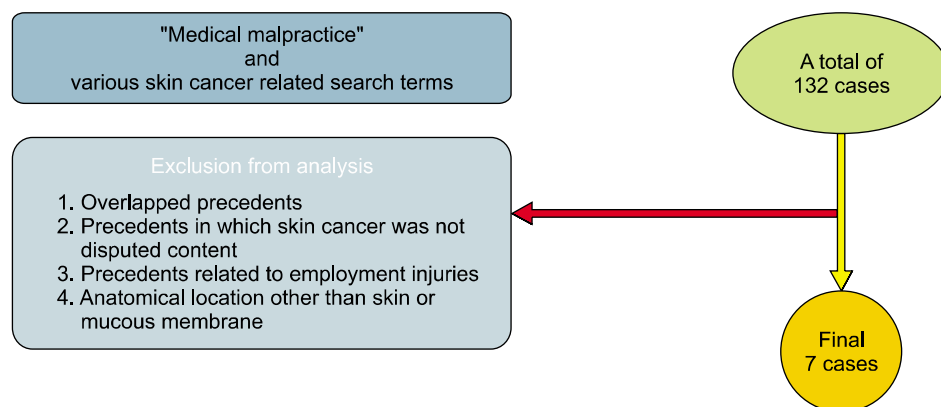 "Medical malpractice"
and
various skin cancer related search terms
A total of
132 cases
Exclusion from analysis
1. Overlapped precedents
2. Precedents in which skin cancer was not
disputed content
3. Precedents related to employment injuries
4. Anatomical location other than skin or
mucous membrane
Final
7 cases